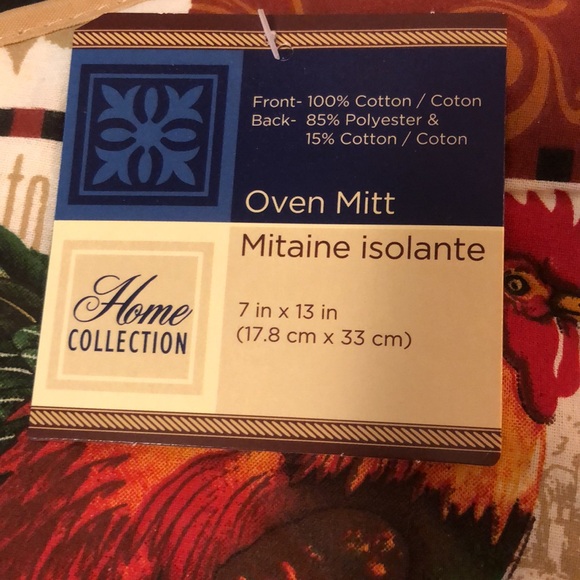 Front- 100% Cotton / Coton
Back- 85% Polyester &
15% Cotton / Coton
Oven Mitt
Mitaine isolante
Home
COLLECTION
7 in x 13 in
(17.8 cm x 33 cm)
to